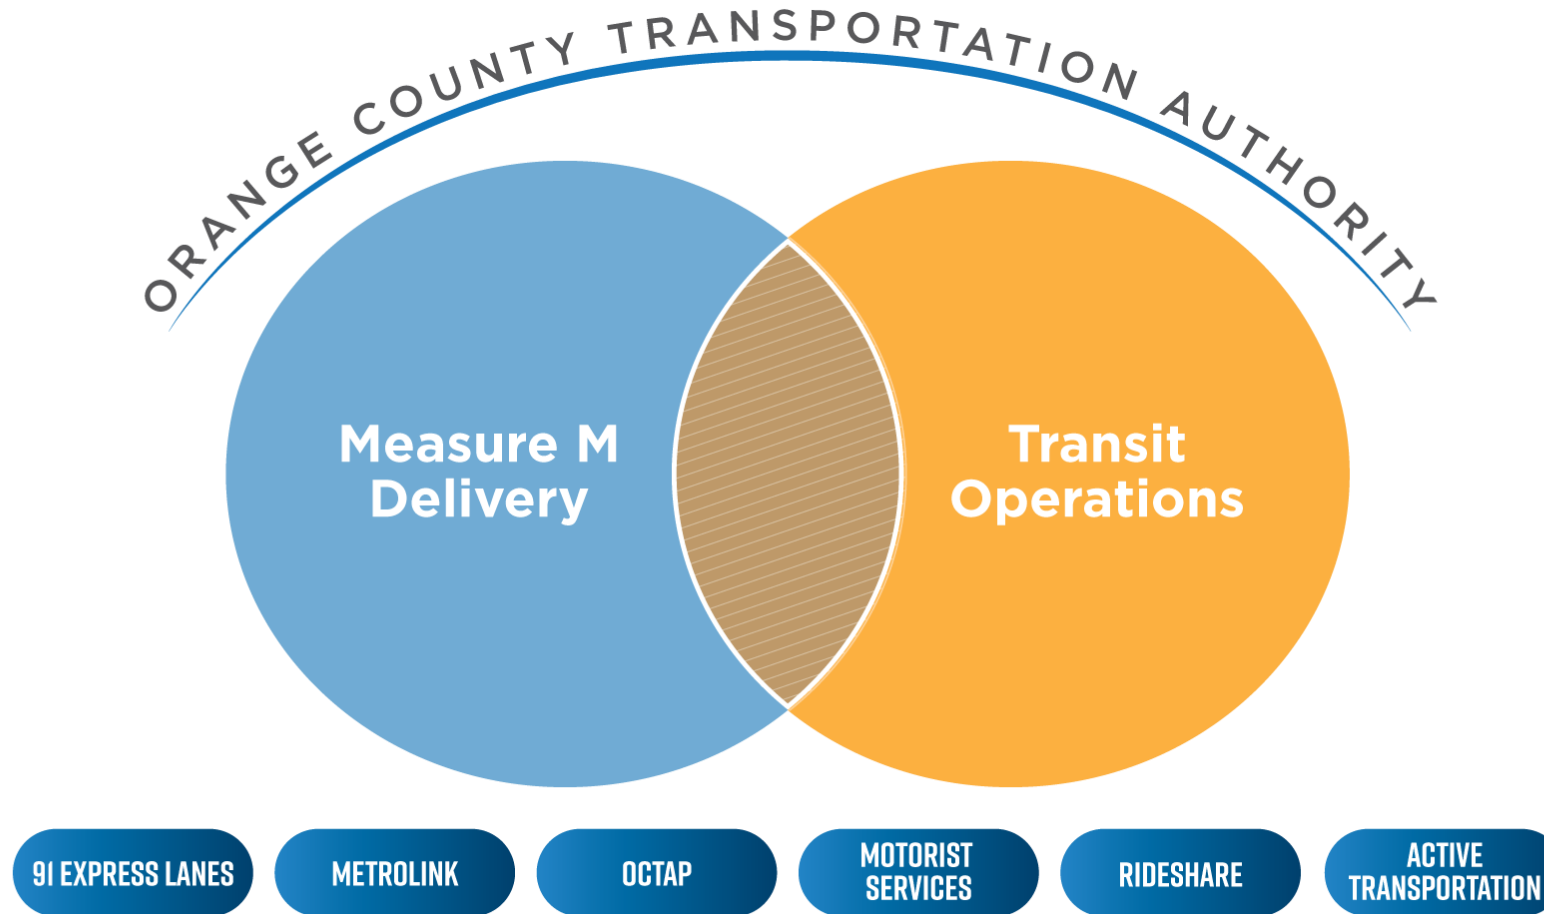 ORANGE COUNTY TRANSPORTATION AUTHORITY
Measure M
Delivery
Transit
Operations
91 EXPRESS LANES
METROLINK
OCTAP
MOTORIST
SERVICES
RIDESHARE
ACTIVE
TRANSPORTATION